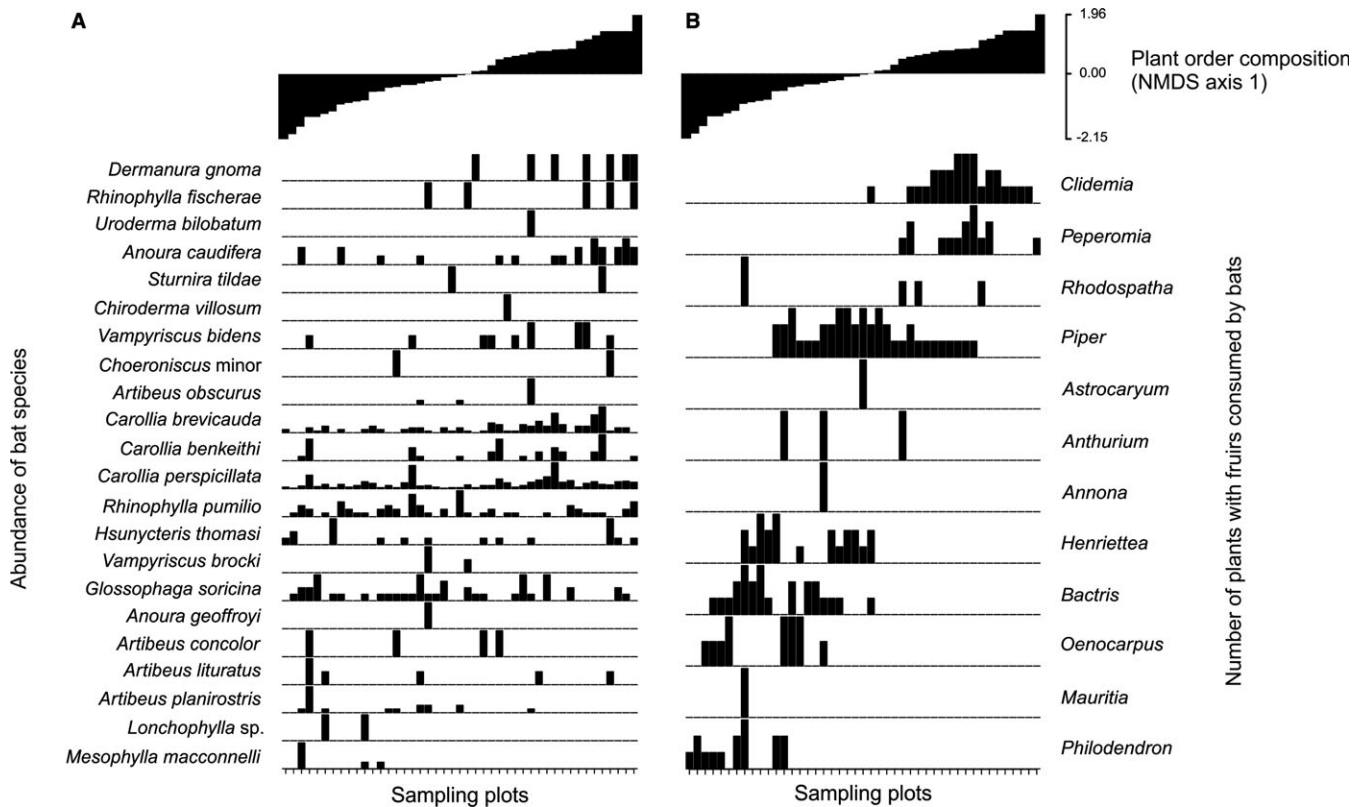 A
B
1.96
0.00
-2.15
Plant order composition
(NMDS axis 1)
Abundance of bat species
Dermanura gnoma
Rhinophylla fischerae
Uroderma bilobatum
Anoura caudifera
Sturnira tildae
Chiroderma villosum
Vampyriscus bidens
Choeroniscus minor
Artibeus obscurus
Carollia brevicauda
Carollia benkeithi
Carollia perspicillata
Rhinophylla pumilio
Hsunycteris thomasi
Vampyriscus brocki
Glossophaga soricina
Anoura geoffroyi
Artibeus concolor
Artibeus lituratus
Artibeus planirostris
Lonchophylla sp.
Mesophylla macconnelli
Sampling plots
Clidemia
Peperomia
Rhodospatha
Piper
Astrocaryum
Anthurium
Annona
Henriettea
Bactris
Oenocarpus
Mauritia
Philodendron
Number of plants with fruirs consumed by bats
Sampling plots